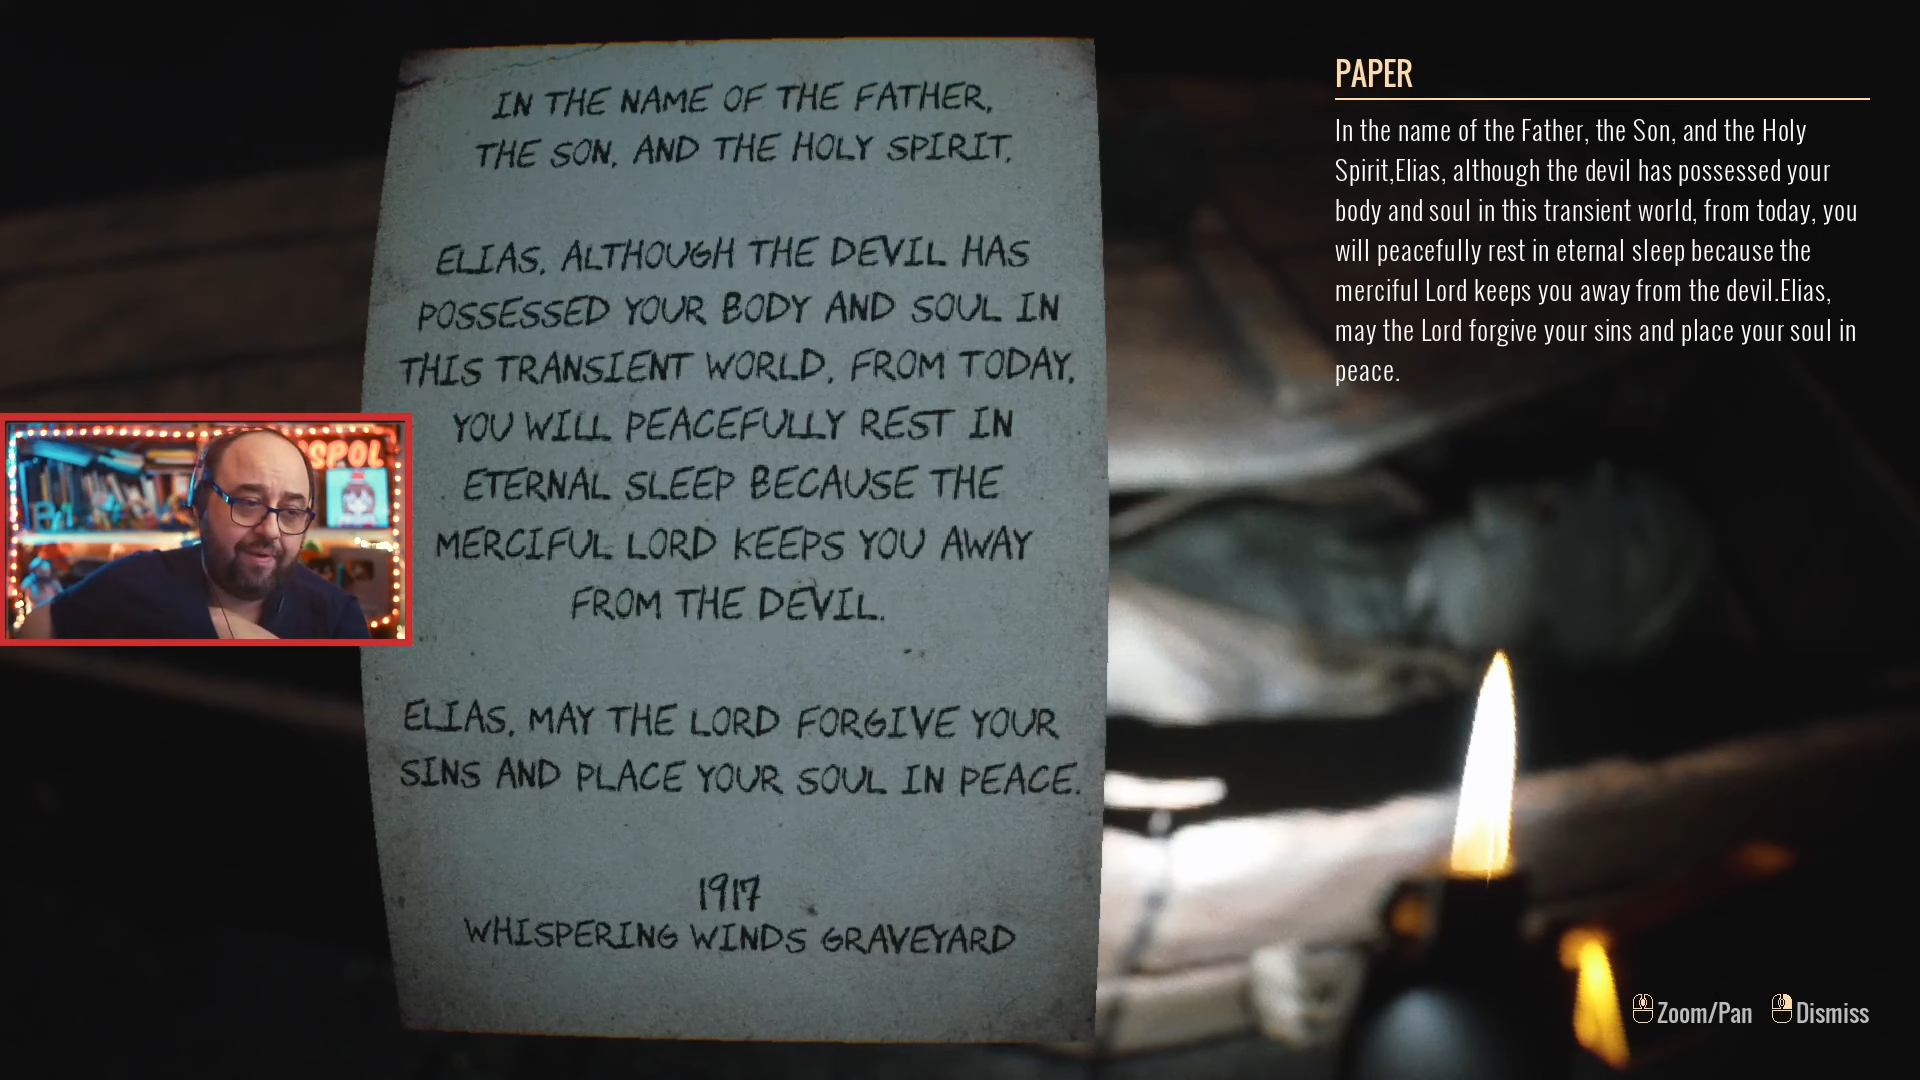 IN THE NAME OF THE FATHER,
THE SON, AND THE HOLY SPIRIT,
ELIAS, ALTHOUGH THE DEVIL HAS
POSSESSED YOUR BODY AND SOUL IN
THIS TRANSIENT WORLD, FROM TODAY,
YOU WILL PEACEFULLY REST IN
ETERNAL SLEEP BECAUSE THE
MERCIFUL LORD KEEPS YOU AWAY
FROM THE DEVIL.
ELIAS, MAY THE LORD FORGIVE YOUR
SINS AND PLACE YOUR SOUL IN PEACE.
1917
WHISPERING WINDS GRAVEYARD
PAPER
In the name of the Father, the Son, and the Holy
Spirit,Elias, although the devil has possessed your
body and soul in this transient world, from today, you
will peacefully rest in eternal sleep because the
merciful Lord keeps you away from the devil.Elias,
may the Lord forgive your sins and place your soul in
peace.
SPOL
Zoom/Pan Dismiss